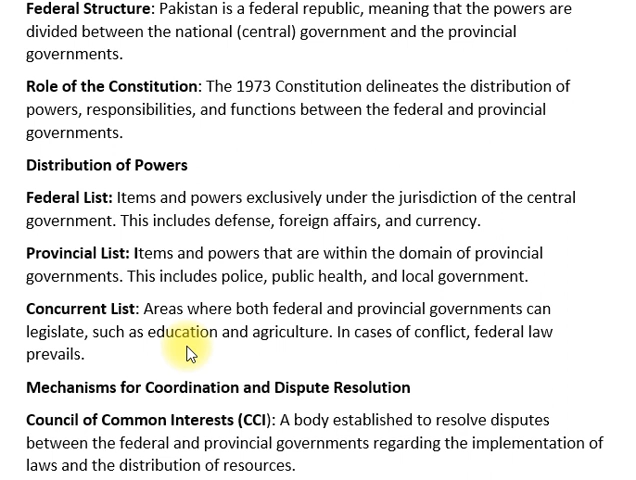 Federal Structure: Pakistan is a federal republic, meaning that the powers are
divided between the national (central) government and the provincial
governments.
Role of the Constitution: The 1973 Constitution delineates the distribution of
powers, responsibilities, and functions between the federal and provincial
governments.
Distribution of Powers
Federal List: Items and powers exclusively under the jurisdiction of the central
government. This includes defense, foreign affairs, and currency.
Provincial List: Items and powers that are within the domain of provincial
governments. This includes police, public health, and local government.
Concurrent List: Areas where both federal and provincial governments can
legislate, such as education and agriculture. In cases of conflict, federal law
prevails.
Mechanisms for Coordination and Dispute Resolution
Council of Common Interests (CCI): A body established to resolve disputes
between the federal and provincial governments regarding the implementation of
laws and the distribution of resources.